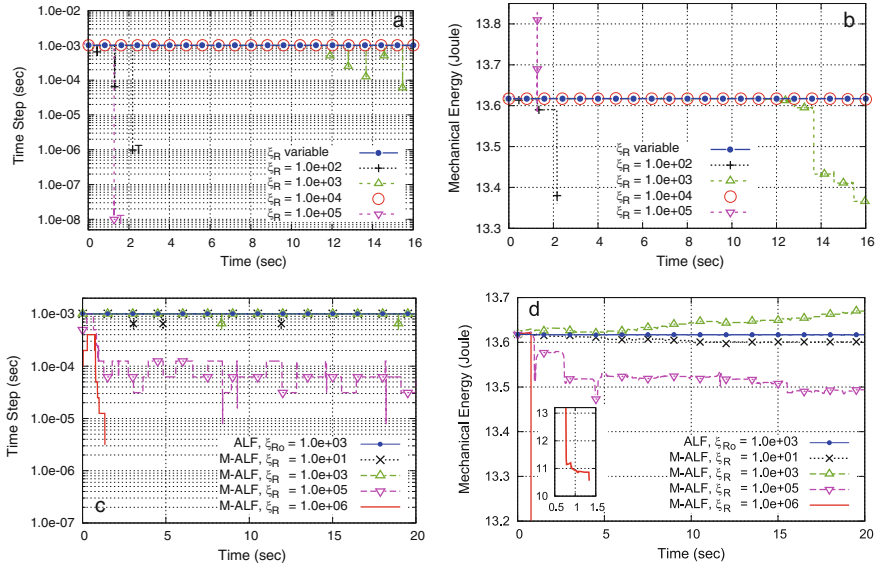 a
1.0e-02
1.0e-03
1.0e-04
1.0e-05
1.0e-06
1.0e-07
1.0e-08
Time Step (sec)
0 2 4 6 8 10 12 14 16
Time (sec)
ξR variable
ξR = 1.0e+02
ξR = 1.0e+03
ξR = 1.0e+04
ξR = 1.0e+05
b
13.8
13.7
13.6
13.5
13.4
13.3
Mechanical Energy (Joule)
0 2 4 6 8 10 12 14 16
Time (sec)
ξR variable
ξR = 1.0e+02
ξR = 1.0e+03
ξR = 1.0e+04
ξR = 1.0e+05
1.0e-03
1.0e-04
1.0e-05
1.0e-06
1.0e-07
Time Step (sec)
0 5 10 15 20
Time (sec)
ALF, ξRo = 1.0e+03
M-ALF, ξR = 1.0e+01
M-ALF, ξR = 1.0e+03
M-ALF, ξR = 1.0e+05
M-ALF, ξR = 1.0e+06
c
d
13.7
13.6
13.5
13.4
13.3
13.2
Mechanical Energy (Joule)
0 5 10 15 20
Time (sec)
13
12
11
10
0.5 1 1.5
ALF, ξRo = 1.0e+03
M-ALF, ξR = 1.0e+01
M-ALF, ξR = 1.0e+03
M-ALF, ξR = 1.0e+05
M-ALF, ξR = 1.0e+06